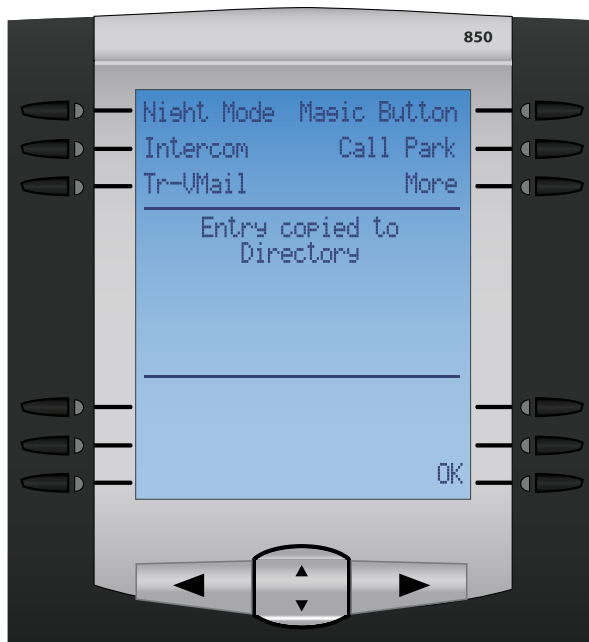 850
Night Mode Magic Button
Intercom Call Park
Tr-VMail More
Entry copied to
Directory
OK